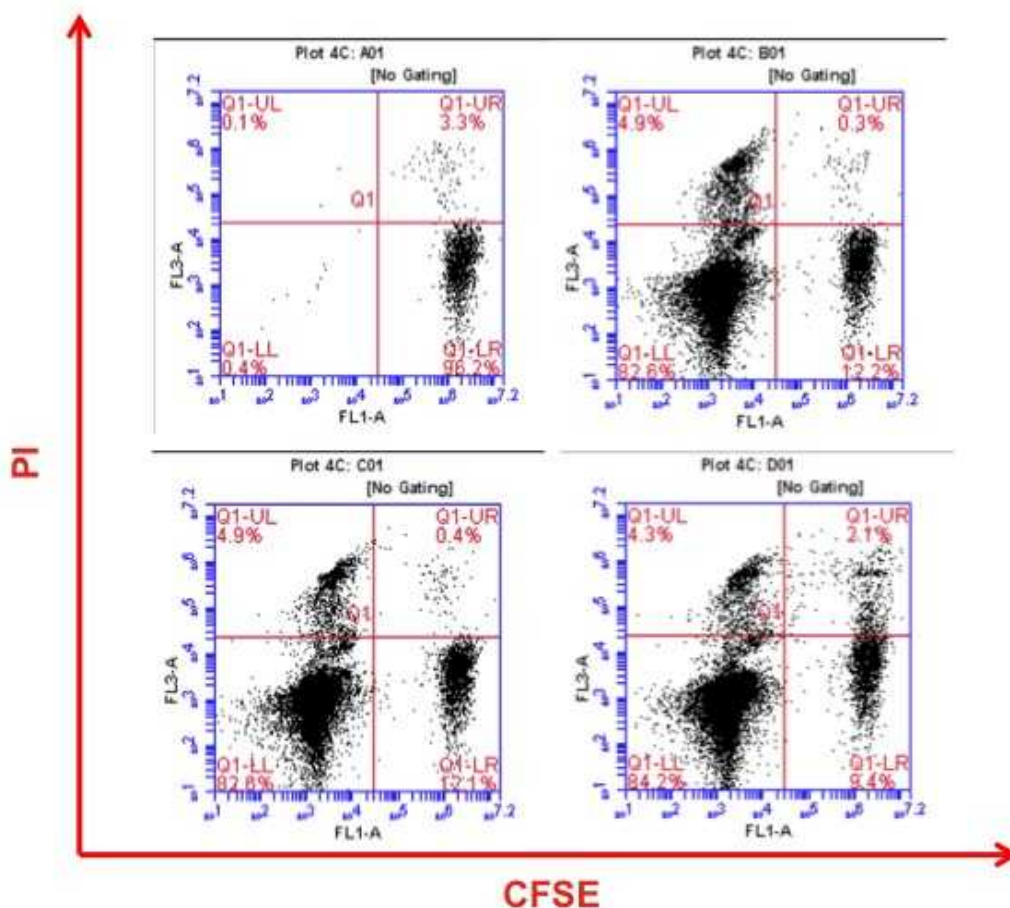 Plot 4C: A01
[No Gating]
Q1-UL
0.1%
Q1-UR
3.3%
Q1
Q1-LL
0.4%
Q1-LR
96.2%
FL3-A
FL1-A
Plot 4C: B01
[No Gating]
Q1-UL
4.9%
Q1-UR
0.3%
Q1
Q1-LL
82.6%
Q1-LR
12.2%
FL3-A
FL1-A
Plot 4C: C01
[No Gating]
Q1-UL
4.9%
Q1-UR
0.4%
Q1
Q1-LL
82.6%
Q1-LR
12.1%
FL3-A
FL1-A
Plot 4C: D01
[No Gating]
Q1-UL
4.3%
Q1-UR
2.1%
Q1
Q1-LL
84.2%
Q1-LR
9.4%
FL3-A
FL1-A
PI
CFSE